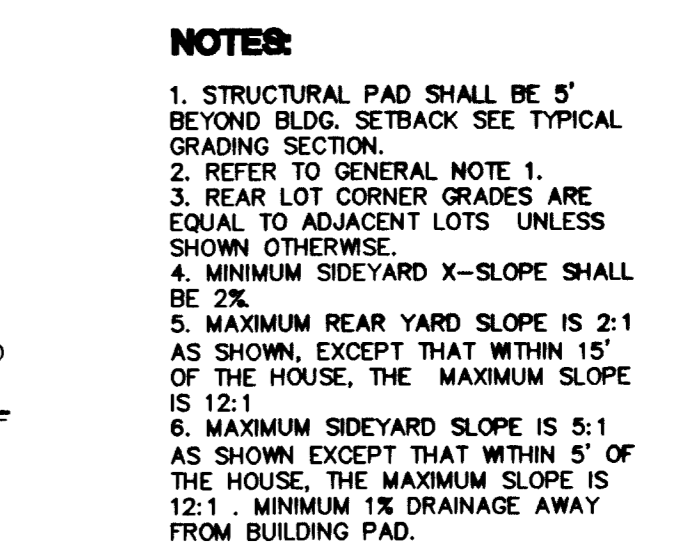 NOTES:
1. STRUCTURAL PAD SHALL BE 5'
BEYOND BLDG. SETBACK SEE TYPICAL
GRADING SECTION.
2. REFER TO GENERAL NOTE 1.
3. REAR LOT CORNER GRADES ARE
EQUAL TO ADJACENT LOTS UNLESS
SHOWN OTHERWISE.
4. MINIMUM SIDEYARD X-SLOPE SHALL
BE 2%
5. MAXIMUM REAR YARD SLOPE IS 2:1
AS SHOWN, EXCEPT THAT WITHIN 15'
OF THE HOUSE, THE MAXIMUM SLOPE
IS 12:1
6. MAXIMUM SIDEYARD SLOPE IS 5:1
AS SHOWN EXCEPT THAT WITHIN 5' OF
THE HOUSE, THE MAXIMUM SLOPE IS
12:1 . MINIMUM 1% DRAINAGE AWAY
FROM BUILDING PAD.